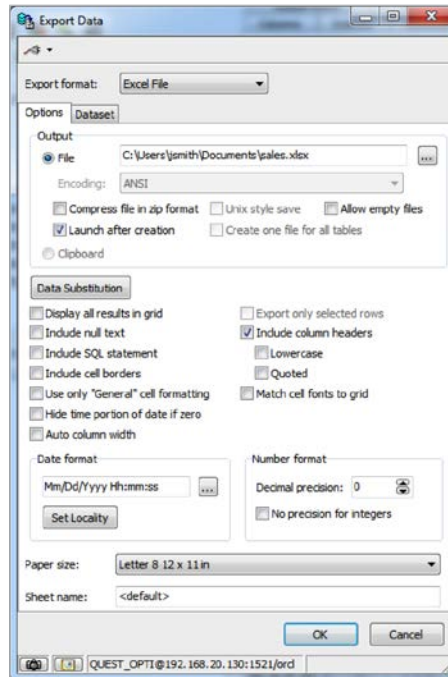 Export Data
Export format: Excel File
Options Dataset
Output
File C:\Users\jsmith\Documents\sales.xlsx ...
Encoding: ANSI
Compress file in zip format Unix style save Allow empty files
Launch after creation Create one file for all tables
Clipboard
Data Substitution
Display all results in grid Export only selected rows
Include null text Include column headers
Include SQL statement Lowercase
Include cell borders Quoted
Use only "General" cell formatting Match cell fonts to grid
Hide time portion of date if zero
Auto column width
Date format Number format
Mm/Dd/Yyyy Hh:mm:ss ... Decimal precision: 0
Set Locality No precision for integers
Paper size: Letter 8 12 x 11 in
Sheet name: <default>
OK Cancel
QUEST_OPTI@192.168.20.130:1521/orcl